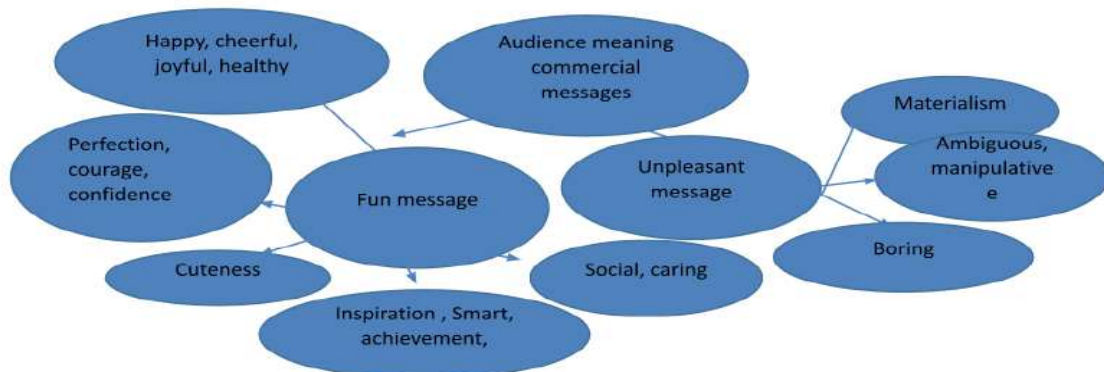 Happy, cheerful,
joyful, healthy
Audience meaning
commercial
messages
Materialism
Perfection,
courage,
confidence
Fun message
Unpleasant
message
Ambiguous,
manipulativ
e
Cuteness
Social, caring
Boring
Inspiration , Smart,
achievement,